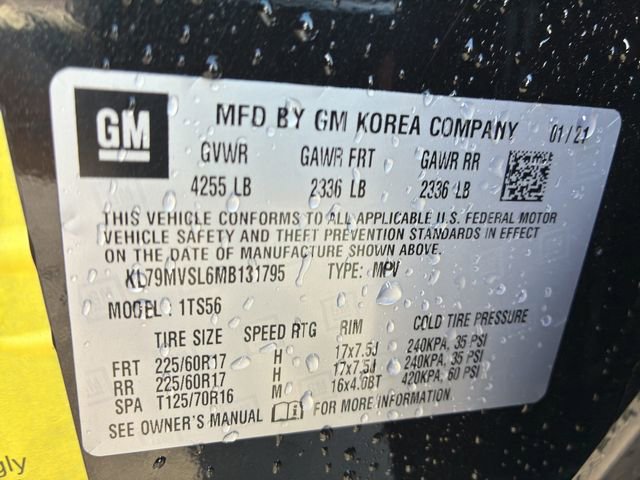 GM
MFD BY GM KOREA COMPANY 01/21
GVWR GAWR FRT GAWR RR
4255 LB 2336 LB 2336 LB
THIS VEHICLE CONFORMS TO ALL APPLICABLE U.S. FEDERAL MOTOR
VEHICLE SAFETY AND THEFT PREVENTION STANDARDS IN EFFECT
ON THE DATE OF MANUFACTURE SHOWN ABOVE.
KL79MVSL6MB131795 TYPE: MPV
MODEL: 1TS56
TIRE SIZE SPEED RTG RIM COLD TIRE PRESSURE
FRT 225/60R17 H 17x7.5J 240KPA, 35 PSI
RR 225/60R17 H 17x7.5J 240KPA, 35 PSI
SPA T125/70R16 M 16x4.0BT 420KPA, 60 PSI
SEE OWNER'S MANUAL FOR MORE INFORMATION
gly